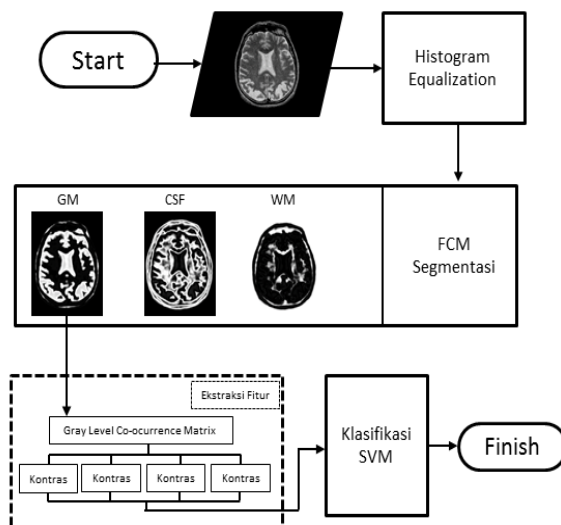 Start
Histogram
Equalization
GM
CSF
WM
FCM
Segmentasi
Ekstraksi Fitur
Gray Level Co-ocurrence Matrix
Kontras
Kontras
Kontras
Kontras
Klasifikasi
SVM
Finish